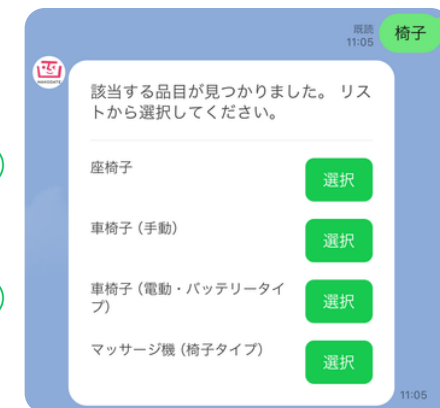 既読
11:05
椅子
HAKODATE
該当する品目が見つかりました。 リス
トから選択してください。
座椅子
選択
車椅子 (手動)
選択
車椅子 (電動・バッテリータイ
プ)
選択
マッサージ機 (椅子タイプ)
選択
11:05